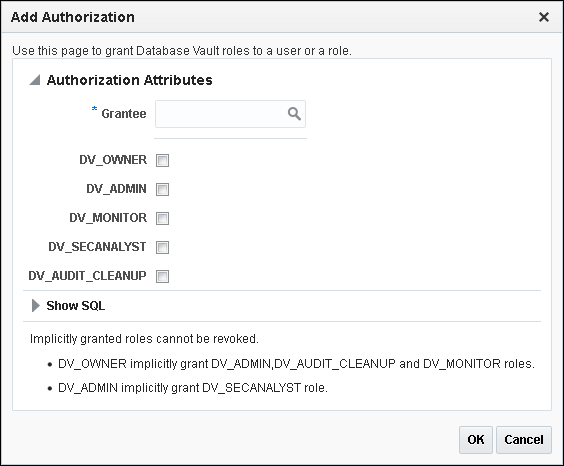 Add Authorization
Use this page to grant Database Vault roles to a user or a role.
Authorization Attributes
* Grantee
DV_OWNER
DV_ADMIN
DV_MONITOR
DV_SECANALYST
DV_AUDIT_CLEANUP
Show SQL
Implicitly granted roles cannot be revoked.
• DV_OWNER implicitly grant DV_ADMIN,DV_AUDIT_CLEANUP and DV_MONITOR roles.
• DV_ADMIN implicitly grant DV_SECANALYST role.
OK Cancel